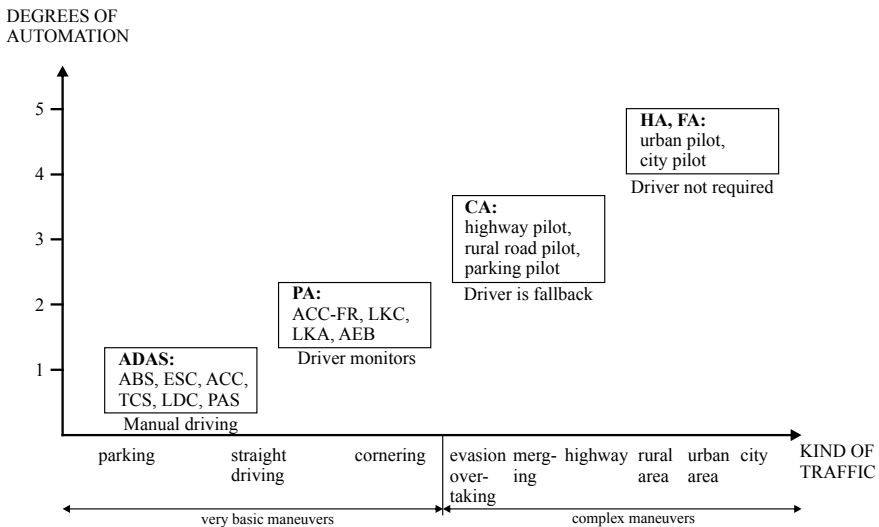 DEGREES OF
AUTOMATION
5
4
3
2
1
HA, FA:
urban pilot,
city pilot
Driver not required
CA:
highway pilot,
rural road pilot,
parking pilot
Driver is fallback
PA:
ACC-FR, LKC,
LKA, AEB
Driver monitors
ADAS:
ABS, ESC, ACC,
TCS, LDC, PAS
Manual driving
parking
straight
driving
cornering
evasion
over-
taking
merg-
ing
highway
rural
area
urban
area
city
KIND OF
TRAFFIC
very basic maneuvers
complex maneuvers